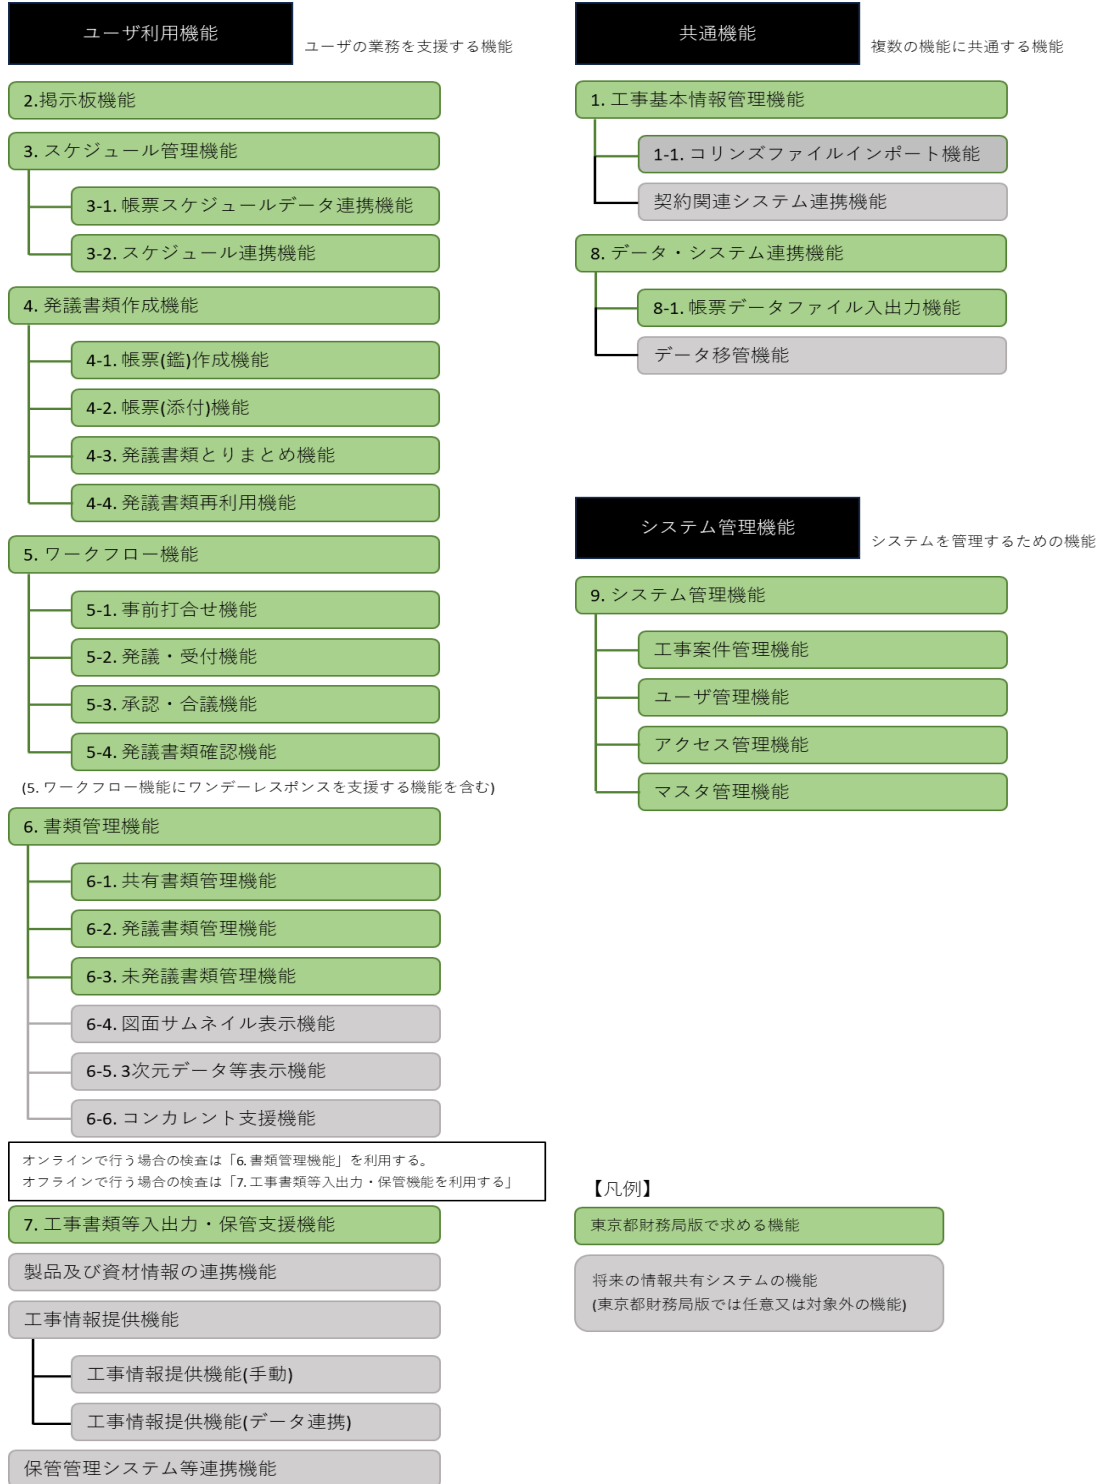 ユーザ利用機能
ユーザの業務を支援する機能
2.掲示板機能
3. スケジュール管理機能
3-1. 帳票スケジュールデータ連携機能
3-2. スケジュール連携機能
4. 発議書類作成機能
4-1. 帳票(鑑)作成機能
4-2. 帳票(添付)機能
4-3. 発議書類とりまとめ機能
4-4. 発議書類再利用機能
5. ワークフロー機能
5-1. 事前打合せ機能
5-2. 発議・受付機能
5-3. 承認・合議機能
5-4. 発議書類確認機能
(5. ワークフロー機能にワンデーレスポンスを支援する機能を含む)
6. 書類管理機能
6-1. 共有書類管理機能
6-2. 発議書類管理機能
6-3. 未発議書類管理機能
6-4. 図面サムネイル表示機能
6-5. 3次元データ等表示機能
6-6. コンカレント支援機能
オンラインで行う場合の検査は「6. 書類管理機能」を利用する。
オフラインで行う場合の検査は「7. 工事書類等入出力・保管機能を利用する」
7. 工事書類等入出力・保管支援機能
製品及び資材情報の連携機能
工事情報提供機能
工事情報提供機能(手動)
工事情報提供機能(データ連携)
保管管理システム等連携機能
共通機能
複数の機能に共通する機能
1. 工事基本情報管理機能
1-1. コリンズファイルインポート機能
契約関連システム連携機能
8. データ・システム連携機能
8-1. 帳票データファイル入出力機能
データ移管機能
システム管理機能
システムを管理するための機能
9. システム管理機能
工事案件管理機能
ユーザ管理機能
アクセス管理機能
マスタ管理機能
【凡例】
東京都財務局版で求める機能
将来の情報共有システムの機能
(東京都財務局版では任意又は対象外の機能)